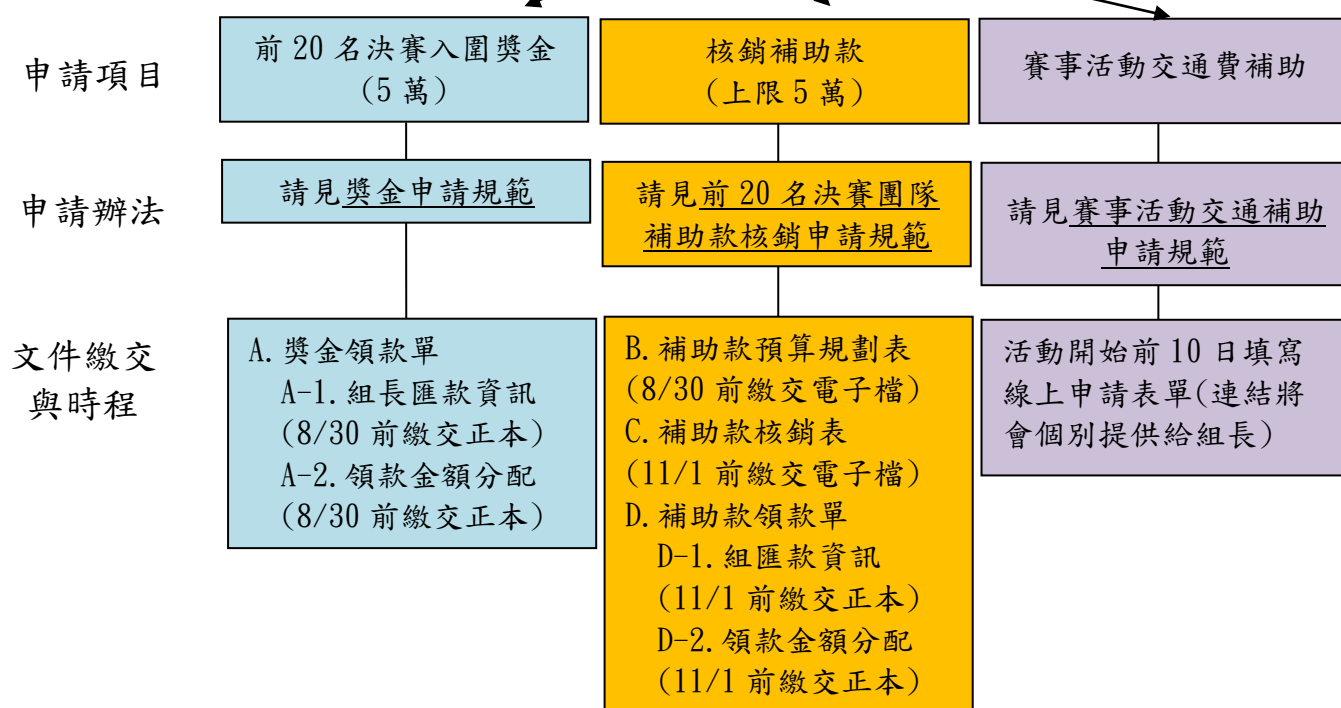 申請項目
前 20 名決賽入圍獎金
(5 萬)
核銷補助款
(上限 5 萬)
賽事活動交通費補助
申請辦法
請見獎金申請規範
請見前 20 名決賽團隊
補助款核銷申請規範
請見賽事活動交通補助
申請規範
文件繳交
與時程
A. 獎金領款單
A-1. 組長匯款資訊
(8/30 前繳交正本)
A-2. 領款金額分配
(8/30 前繳交正本)
B. 補助款預算規劃表
(8/30 前繳交電子檔)
C. 補助款核銷表
(11/1 前繳交電子檔)
D. 補助款領款單
D-1. 組匯款資訊
(11/1 前繳交正本)
D-2. 領款金額分配
(11/1 前繳交正本)
活動開始前 10 日填寫
線上申請表單(連結將
會個別提供給組長)